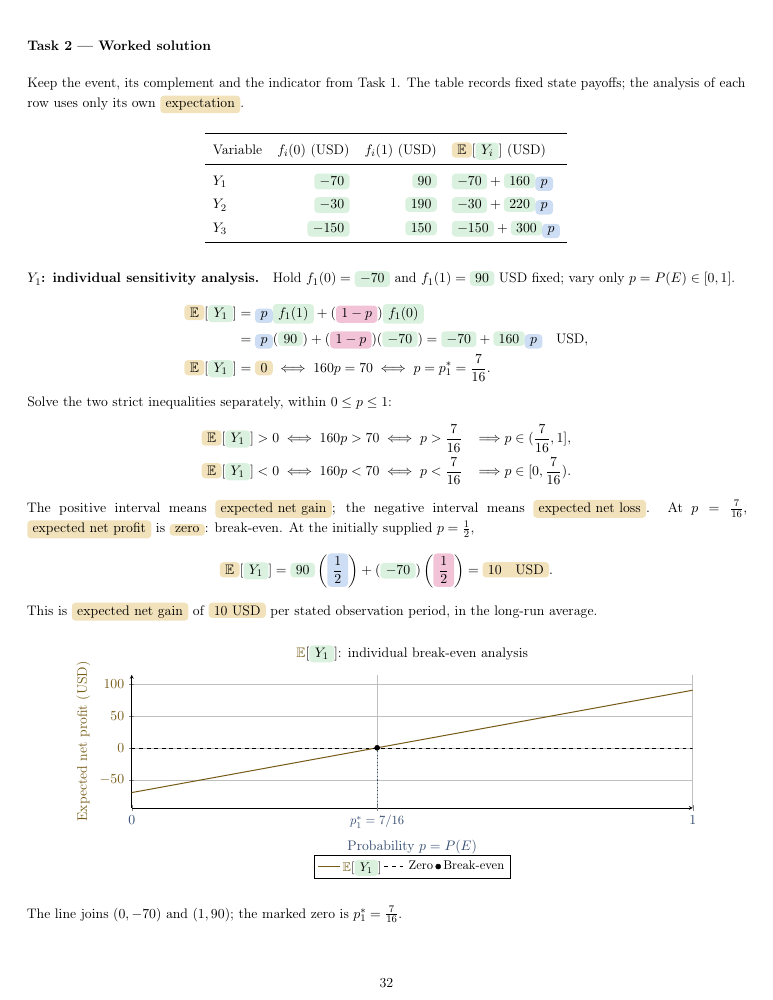 Task 2 — Worked solution
Keep the event, its complement and the indicator from Task 1. The table records fixed state payoffs; the analysis of each
row uses only its own expectation.
Variable f_i(0) (USD) f_i(1) (USD) 𝔼[Y_i] (USD)
Y_1 −70 90 −70 + 160 p
Y_2 −30 190 −30 + 220 p
Y_3 −150 150 −150 + 300 p
Y_1: individual sensitivity analysis. Hold f_1(0) = −70 and f_1(1) = 90 USD fixed; vary only p = P(E) ∈ [0, 1].
𝔼[Y_1] = p f_1(1) + (1 − p) f_1(0)
= p(90) + (1 − p)(−70) = −70 + 160 p USD,
𝔼[Y_1] = 0 ⟺ 160p = 70 ⟺ p = p_1^* = 7/16.
Solve the two strict inequalities separately, within 0 ≤ p ≤ 1:
𝔼[Y_1] > 0 ⟺ 160p > 70 ⟺ p > 7/16 ⟹ p ∈ (7/16, 1],
𝔼[Y_1] < 0 ⟺ 160p < 70 ⟺ p < 7/16 ⟹ p ∈ [0, 7/16).
The positive interval means expected net gain; the negative interval means expected net loss. At p = 7/16,
expected net profit is zero: break-even. At the initially supplied p = 1/2,
𝔼[Y_1] = 90 (1/2) + (−70) (1/2) = 10 USD.
This is expected net gain of 10 USD per stated observation period, in the long-run average.
𝔼[Y_1]: individual break-even analysis
Expected net profit (USD)
100
50
0
−50
0 p_1^* = 7/16 1
Probability p = P(E)
𝔼[Y_1] Zero Break-even
The line joins (0, −70) and (1, 90); the marked zero is p_1^* = 7/16.
32